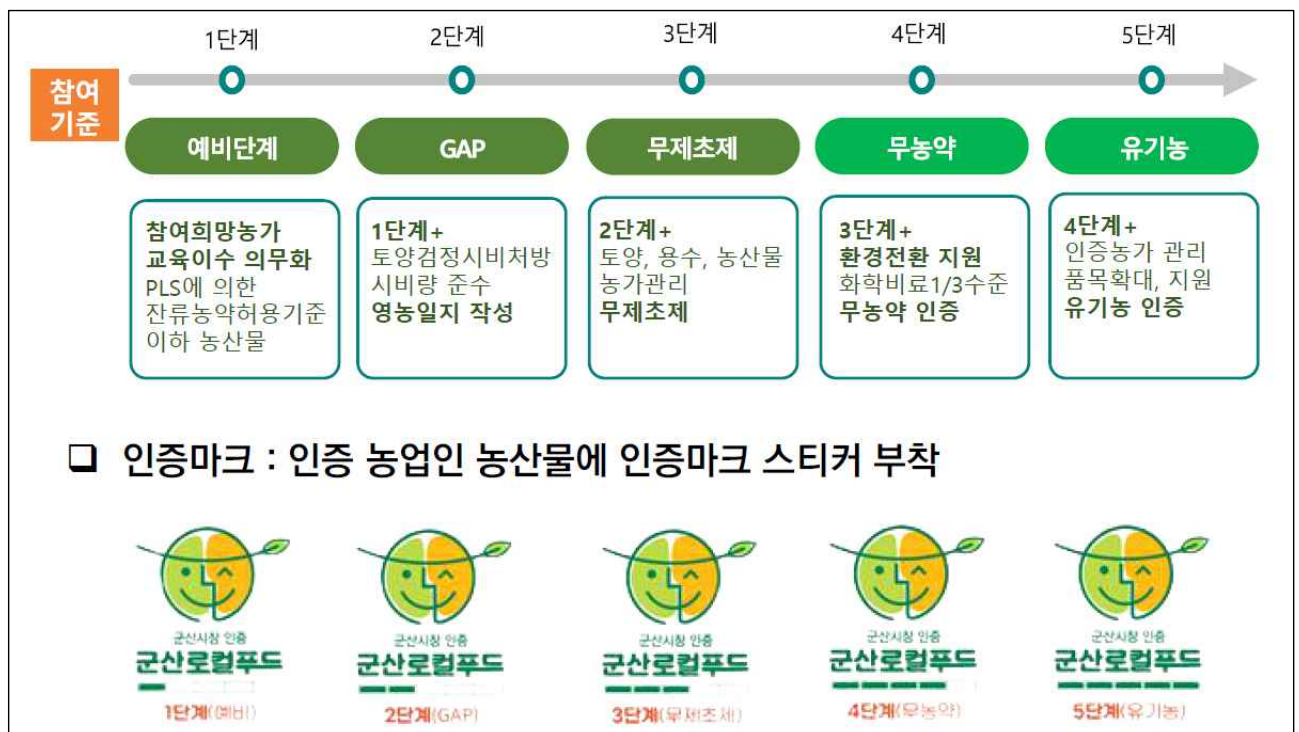 1단계
2단계
3단계
4단계
5단계
참여
기준
예비단계
GAP
무제초제
무농약
유기농
참여희망농가
교육이수 의무화
PLS에 의한
잔류농약허용기준
이하 농산물
1단계+
토양검정시비처방
시비량 준수
영농일지 작성
2단계+
토양, 용수, 농산물
농가관리
무제초제
3단계+
환경전환 지원
화학비료1/3수준
무농약 인증
4단계+
인증농가 관리
품목확대, 지원
유기농 인증
❑ 인증마크 : 인증 농업인 농산물에 인증마크 스티커 부착
군산시장 인증
군산로컬푸드
1단계(예비)
군산시장 인증
군산로컬푸드
2단계(GAP)
군산시장 인증
군산로컬푸드
3단계(무제초제)
군산시장 인증
군산로컬푸드
4단계(무농약)
군산시장 인증
군산로컬푸드
5단계(유기농)